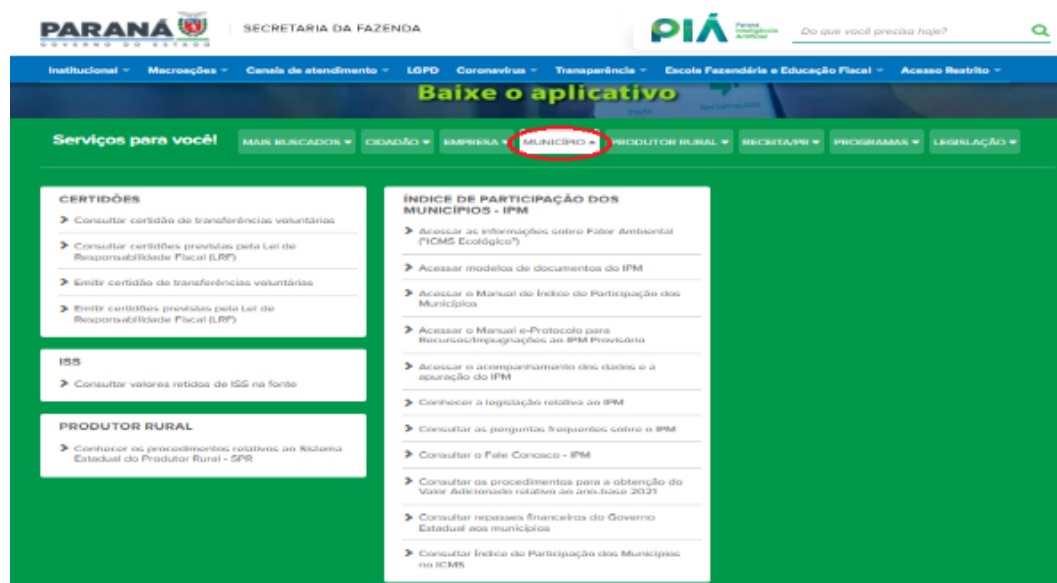 PARANÁ
GOVERNO DO ESTADO
SECRETARIA DA FAZENDA
PIÁ Paraná Inteligência Artificial
Do que você precisa hoje?
Institucional Macroações Canais de atendimento LGPD Coronavírus Transparência Escola Fazendária e Educação Fiscal Acesso Restrito
Baixe o aplicativo
Serviços para você! MAIS BUSCADOS CIDADÃO EMPRESA MUNICÍPIO PRODUTOR RURAL RECEITA/PR PROGRAMAS LEGISLAÇÃO
CERTIDÕES
Consultar certidão de transferências voluntárias
Consultar certidões previstas pela Lei de
Responsabilidade Fiscal (LRF)
Emitir certidão de transferências voluntárias
Emitir certidões previstas pela Lei de
Responsabilidade Fiscal (LRF)
ISS
Consultar valores retidos de ISS na fonte
PRODUTOR RURAL
Conhecer os procedimentos relativos ao Sistema
Estadual do Produtor Rural - SPR
ÍNDICE DE PARTICIPAÇÃO DOS
MUNICÍPIOS - IPM
Acessar as informações sobre Fator Ambiental
("ICMS Ecológico")
Acessar modelos de documentos do IPM
Acessar o Manual de Índice de Participação dos
Municípios
Acessar o Manual e-Protocolo para
Recursos/Impugnações ao IPM Provisório
Acessar o acompanhamento dos dados e a
apuração do IPM
Conhecer a legislação relativa ao IPM
Consultar as perguntas frequentes sobre o IPM
Consultar o Fale Conosco - IPM
Consultar os procedimentos para a obtenção do
Valor Adicionado relativo ao ano-base 2021
Consultar repasses financeiros do Governo
Estadual aos municípios
Consultar Índice de Participação dos Municípios
no ICMS